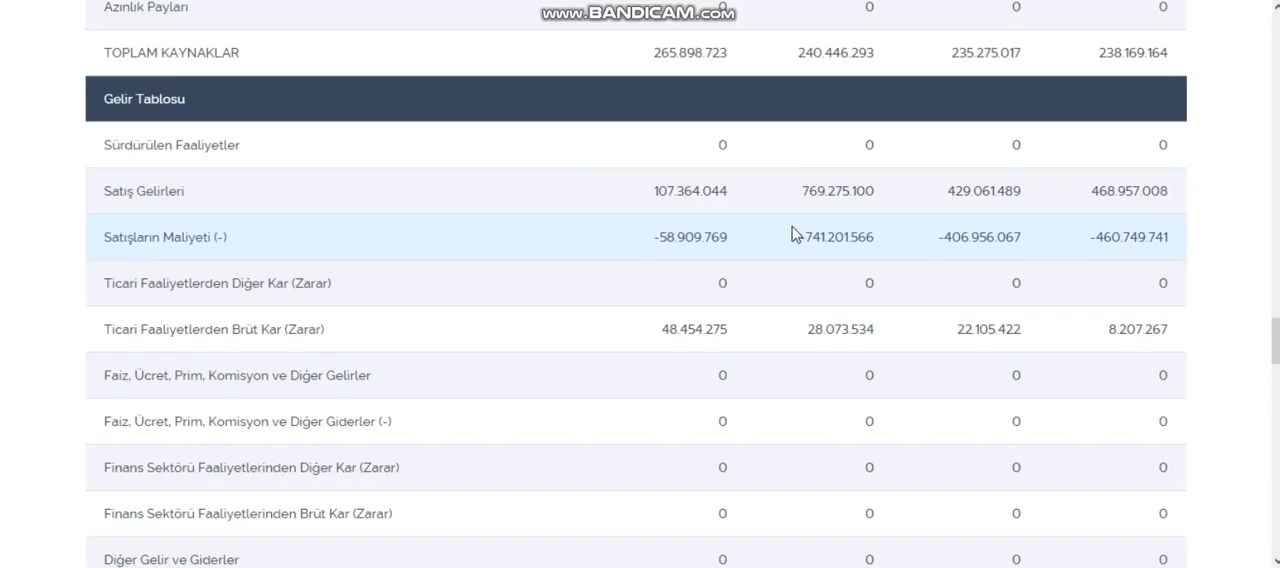 Azınlık Payları 0 0 0 0
www.BANDICAM.com
TOPLAM KAYNAKLAR 265.898.723 240.446.293 235.275.017 238.169.164
Gelir Tablosu
Sürdürülen Faaliyetler 0 0 0 0
Satış Gelirleri 107.364.044 769.275.100 429.061.489 468.957.008
Satışların Maliyeti (-) -58.909.769 -741.201.566 -406.956.067 -460.749.741
Ticari Faaliyetlerden Diğer Kar (Zarar) 0 0 0 0
Ticari Faaliyetlerden Brüt Kar (Zarar) 48.454.275 28.073.534 22.105.422 8.207.267
Faiz, Ücret, Prim, Komisyon ve Diğer Gelirler 0 0 0 0
Faiz, Ücret, Prim, Komisyon ve Diğer Giderler (-) 0 0 0 0
Finans Sektörü Faaliyetlerinden Diğer Kar (Zarar) 0 0 0 0
Finans Sektörü Faaliyetlerinden Brüt Kar (Zarar) 0 0 0 0
Diğer Gelir ve Giderler 0 0 0 0